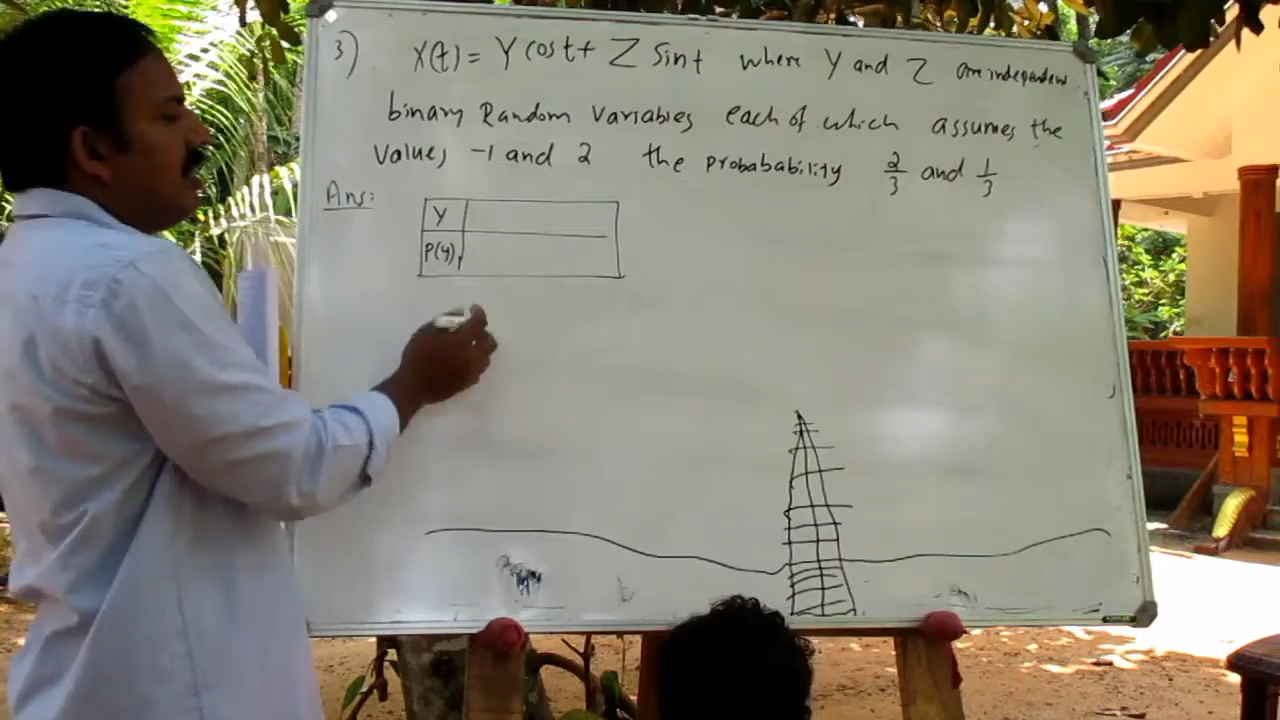 3) X(t) = Y cost + Z Sint where Y and Z are independent
binary Random Variables each of which assumes the
Values -1 and 2 the probabability 2/3 and 1/3
Ans:
Y
P(y)